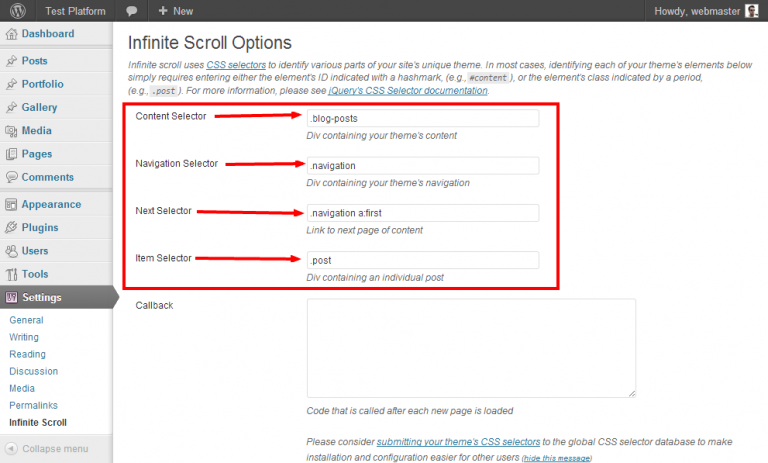 Test Platform + New Howdy, webmaster
Dashboard
Posts
Portfolio
Gallery
Media
Pages
Comments
Appearance
Plugins
Users
Tools
Settings
General
Writing
Reading
Discussion
Media
Permalinks
Infinite Scroll
Collapse menu
Infinite Scroll Options
Infinite scroll uses CSS selectors to identify various parts of your site's unique theme. In most cases, identifying each of your theme's elements below
simply requires entering either the element's ID indicated with a hashmark, (e.g., #content), or the element's class indicated by a period,
(e.g., .post). For more information, please see jQuery's CSS Selector documentation.
Content Selector .blog-posts
Div containing your theme's content
Navigation Selector .navigation
Div containing your theme's navigation
Next Selector .navigation a:first
Link to next page of content
Item Selector .post
Div containing an individual post
Callback
Code that is called after each new page is loaded
Please consider submitting your theme's CSS selectors to the global CSS selector database to make
installation and configuration easier for other users (hide this message)